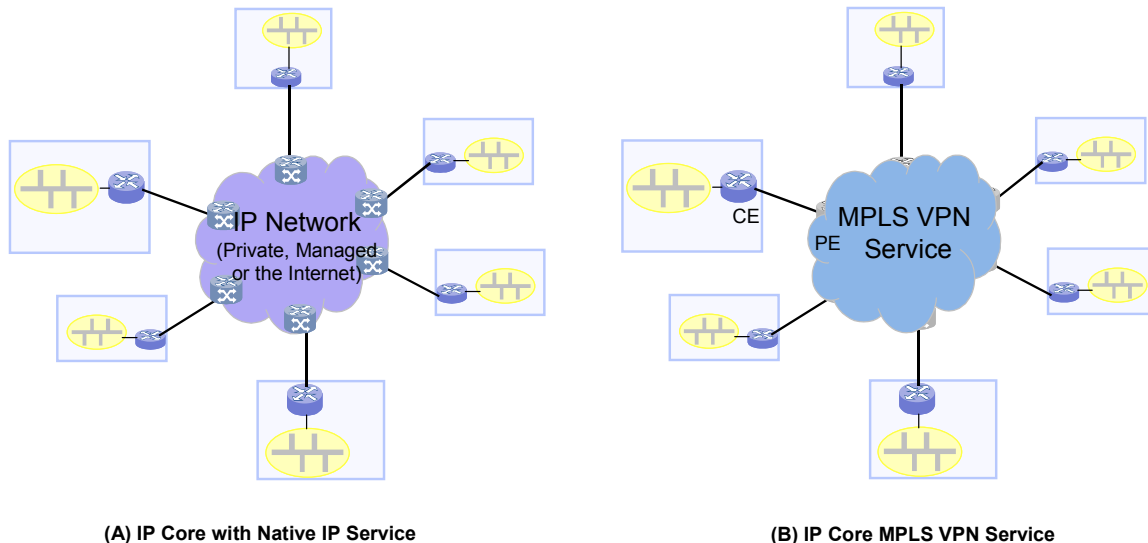 IP Network
(Private, Managed
or the Internet)
(A) IP Core with Native IP Service
CE
PE
MPLS VPN
Service
(B) IP Core MPLS VPN Service